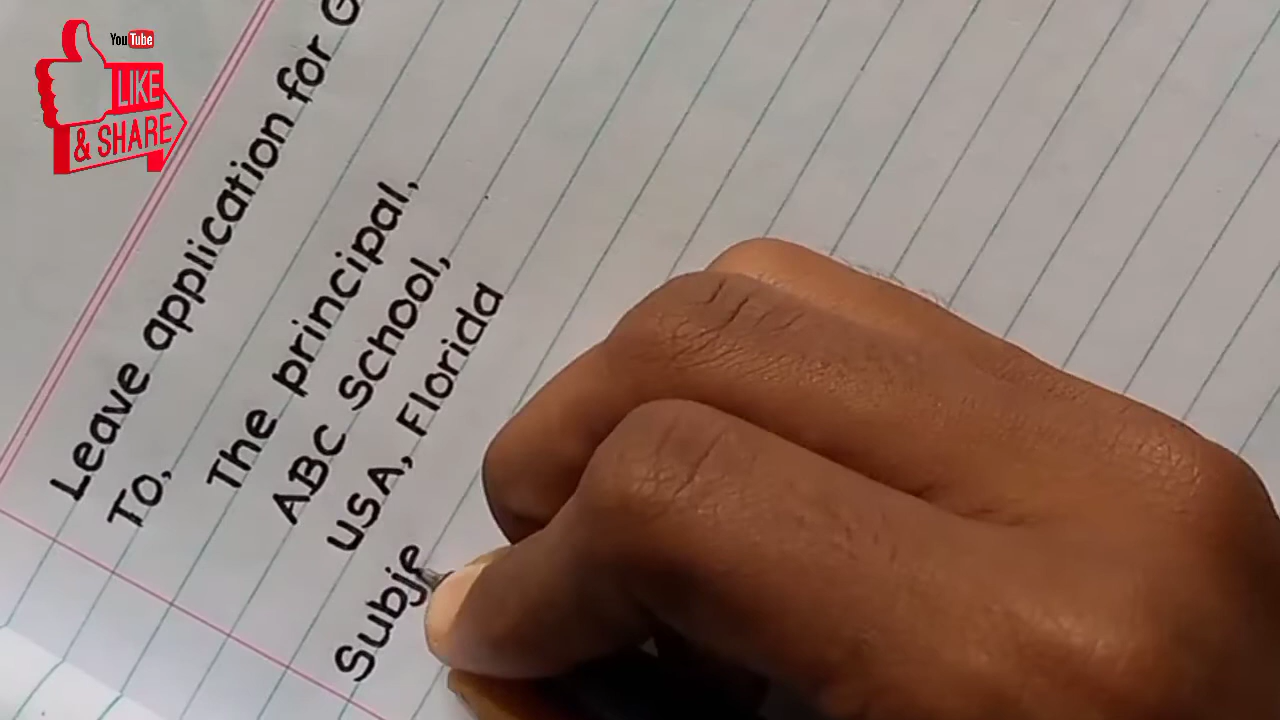 YouTube
LIKE
& SHARE
Leave application for G
To,
The principal,
ABC School,
USA, Florida
Subje